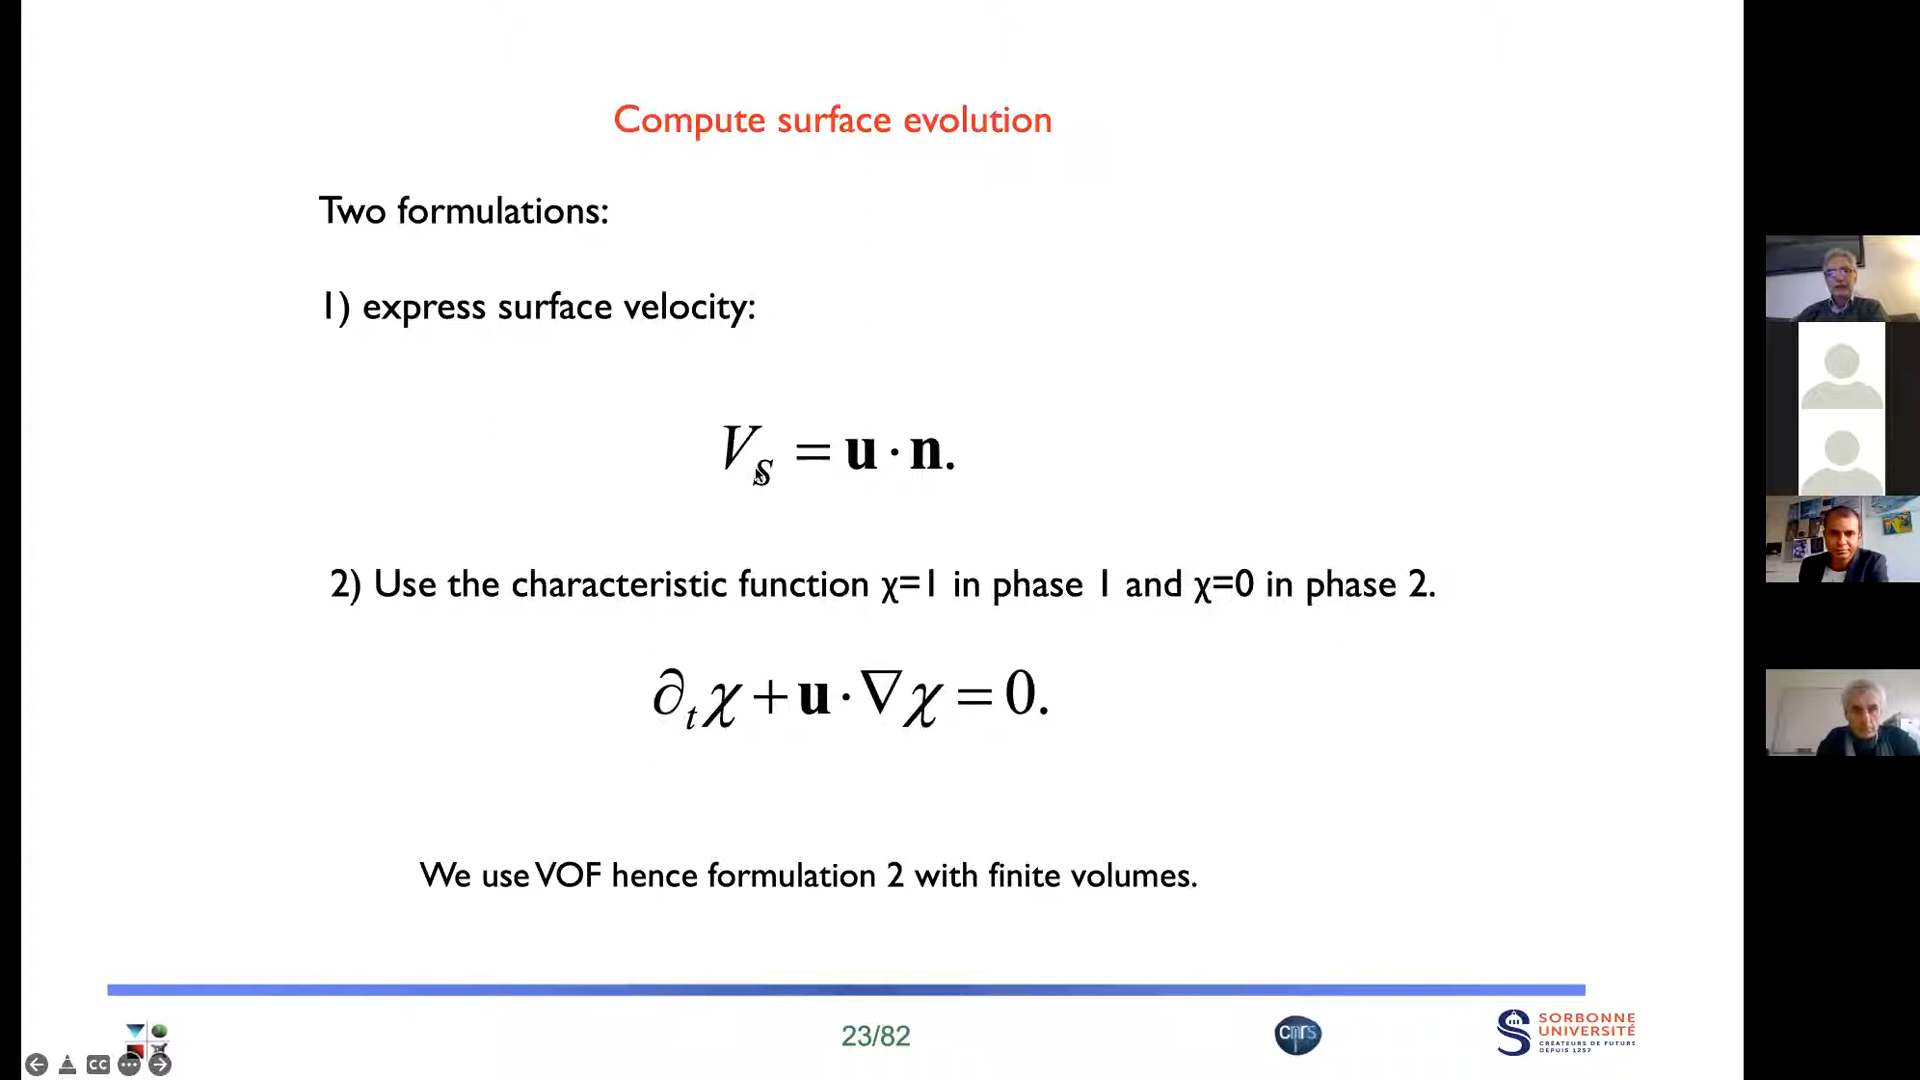 Compute surface evolution
Two formulations:
1) express surface velocity:
V_s = u · n.
2) Use the characteristic function χ=1 in phase 1 and χ=0 in phase 2.
∂_t χ + u · ∇χ = 0.
We use VOF hence formulation 2 with finite volumes.
23/82
cnrs
SORBONNE
UNIVERSITÉ
CRÉATEURS DE FUTURS
DEPUIS 1257
CC